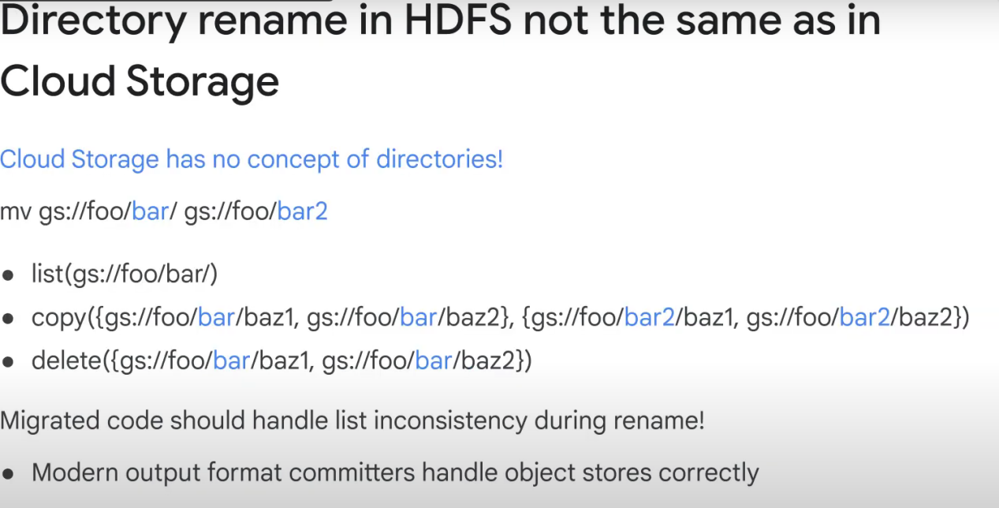 Directory rename in HDFS not the same as in
Cloud Storage
Cloud Storage has no concept of directories!
mv gs://foo/bar/ gs://foo/bar2
● list(gs://foo/bar/)
● copy({gs://foo/bar/baz1, gs://foo/bar/baz2}, {gs://foo/bar2/baz1, gs://foo/bar2/baz2})
● delete({gs://foo/bar/baz1, gs://foo/bar/baz2})
Migrated code should handle list inconsistency during rename!
● Modern output format committers handle object stores correctly